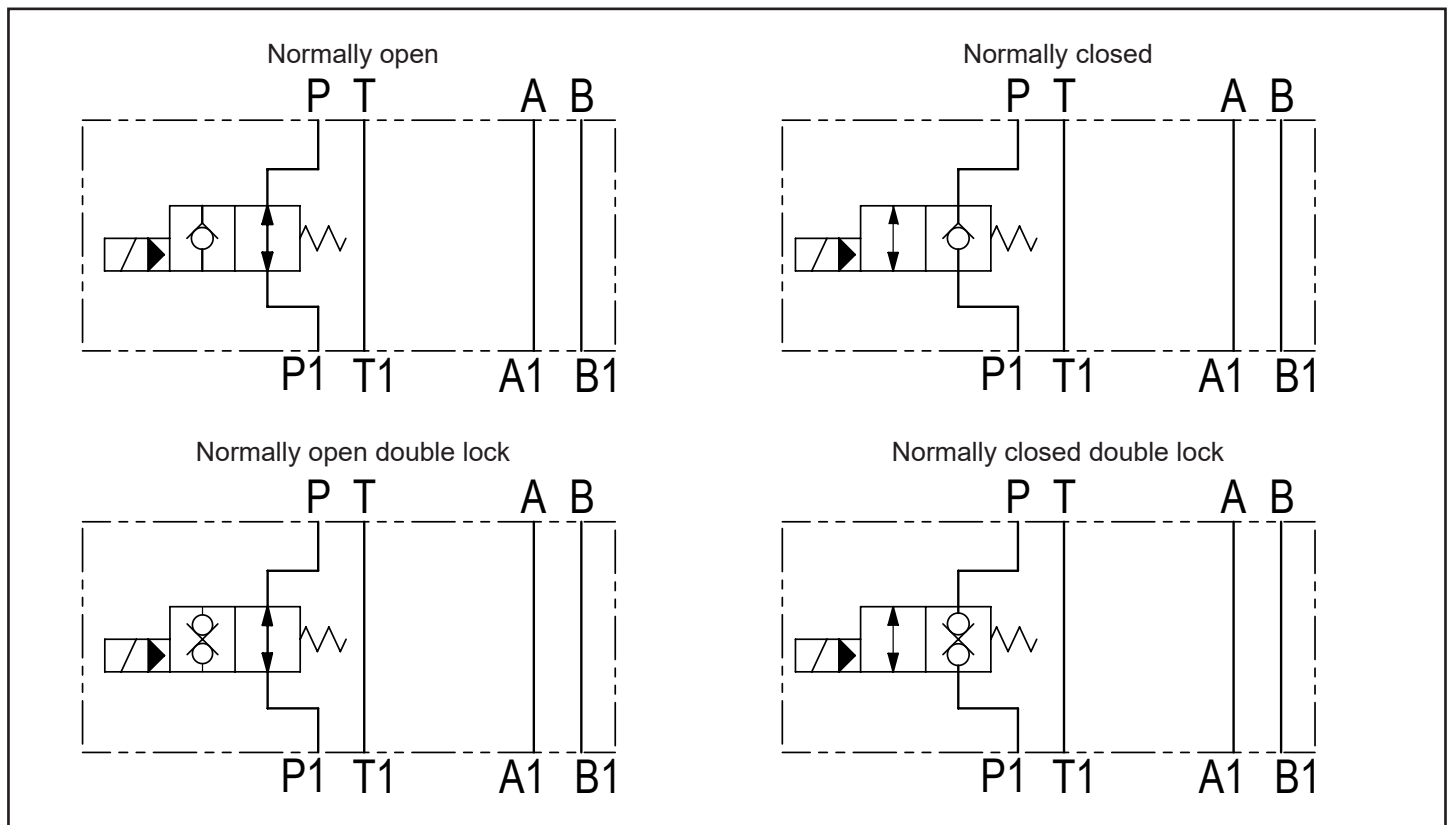 Normally open
P T A B
P1 T1 A1 B1
Normally closed
P T A B
P1 T1 A1 B1
Normally open double lock
P T A B
P1 T1 A1 B1
Normally closed double lock
P T A B
P1 T1 A1 B1